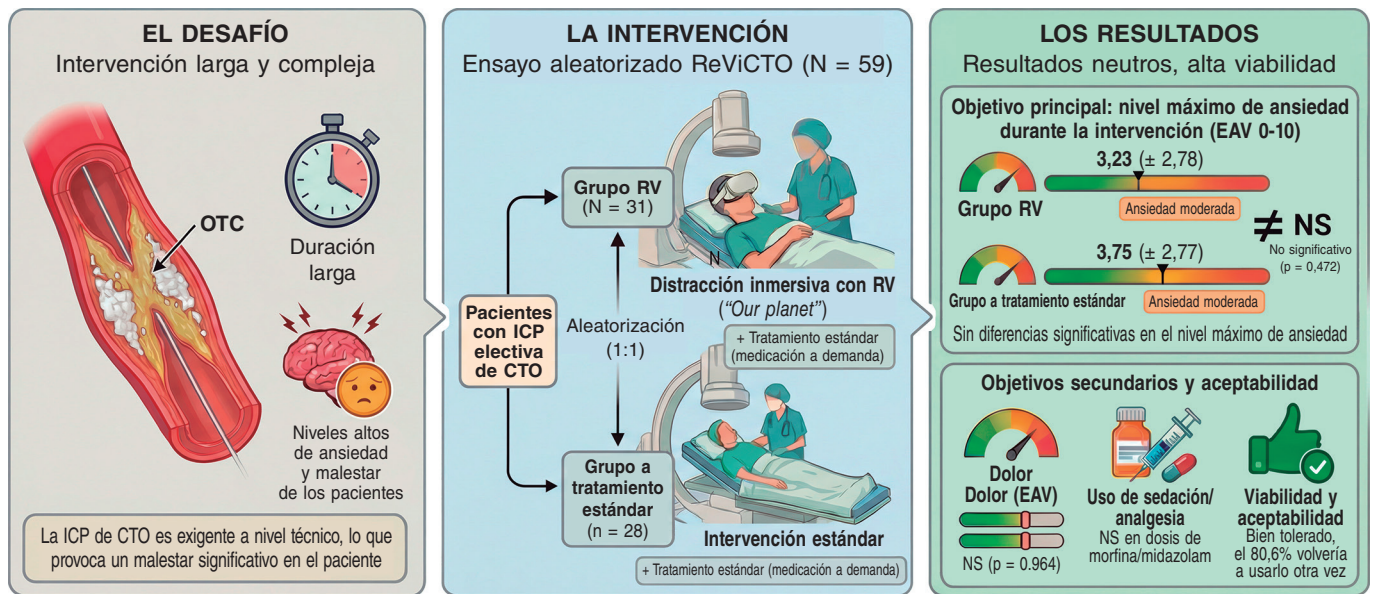 EL DESAFÍO
Intervención larga y compleja
OTC
Duración
larga
Niveles altos
de ansiedad
y malestar
de los pacientes
La ICP de CTO es exigente a nivel técnico, lo que
provoca un malestar significativo en el paciente
LA INTERVENCIÓN
Ensayo aleatorizado ReViCTO (N = 59)
Pacientes
con ICP
electiva
de CTO
Aleatorización
(1:1)
Grupo RV
(N = 31)
N
Distracción inmersiva con RV
(“Our planet”)
+ Tratamiento estándar
(medicación a demanda)
Grupo a
tratamiento
estándar
(n = 28)
Intervención estándar
+ Tratamiento estándar (medicación a demanda)
LOS RESULTADOS
Resultados neutros, alta viabilidad
Objetivo principal: nivel máximo de ansiedad
durante la intervención (EAV 0-10)
3,23 (± 2,78)
Grupo RV
Ansiedad moderada
≠ NS
No significativo
(p = 0,472)
3,75 (± 2,77)
Grupo a tratamiento estándar
Ansiedad moderada
Sin diferencias significativas en el nivel máximo de ansiedad
Objetivos secundarios y aceptabilidad
Dolor
Dolor (EAV)
NS (p = 0.964)
Uso de sedación/
analgesia
NS en dosis de
morfina/midazolam
Viabilidad y
aceptabilidad
Bien tolerado,
el 80,6% volvería
a usarlo otra vez